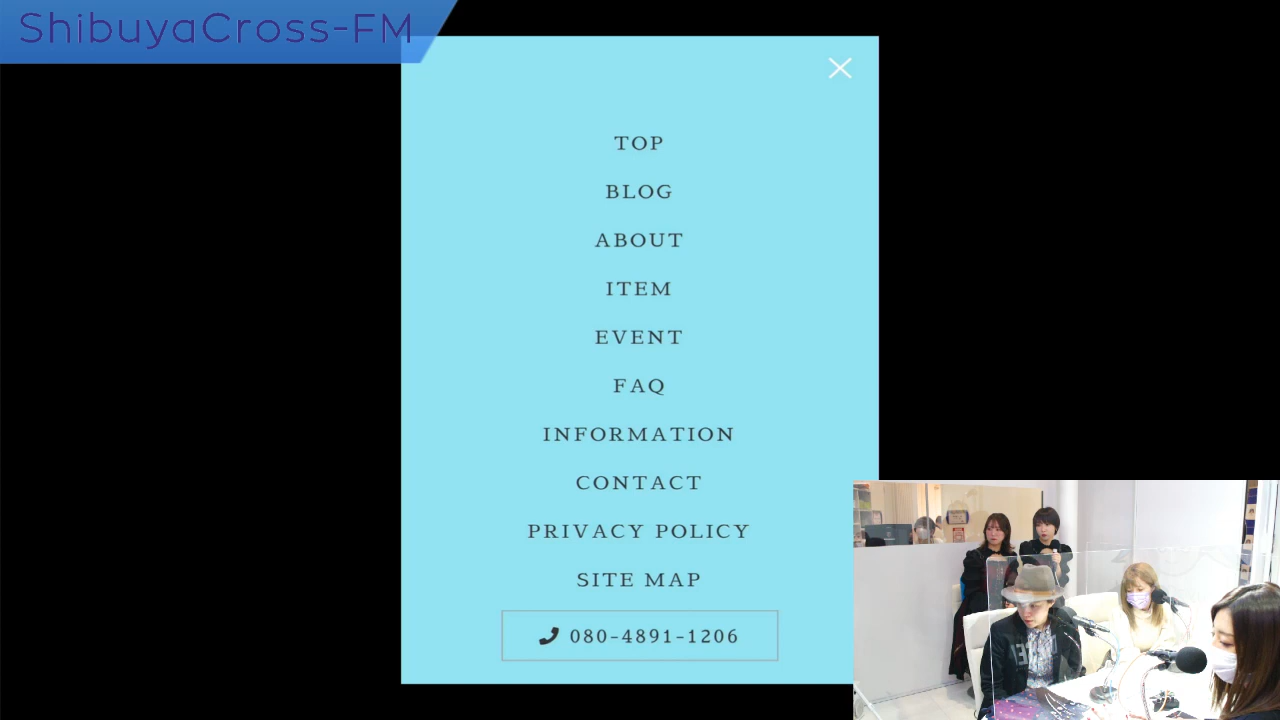 ShibuyaCross-FM
TOP
BLOG
ABOUT
ITEM
EVENT
FAQ
INFORMATION
CONTACT
PRIVACY POLICY
SITE MAP
080-4891-1206